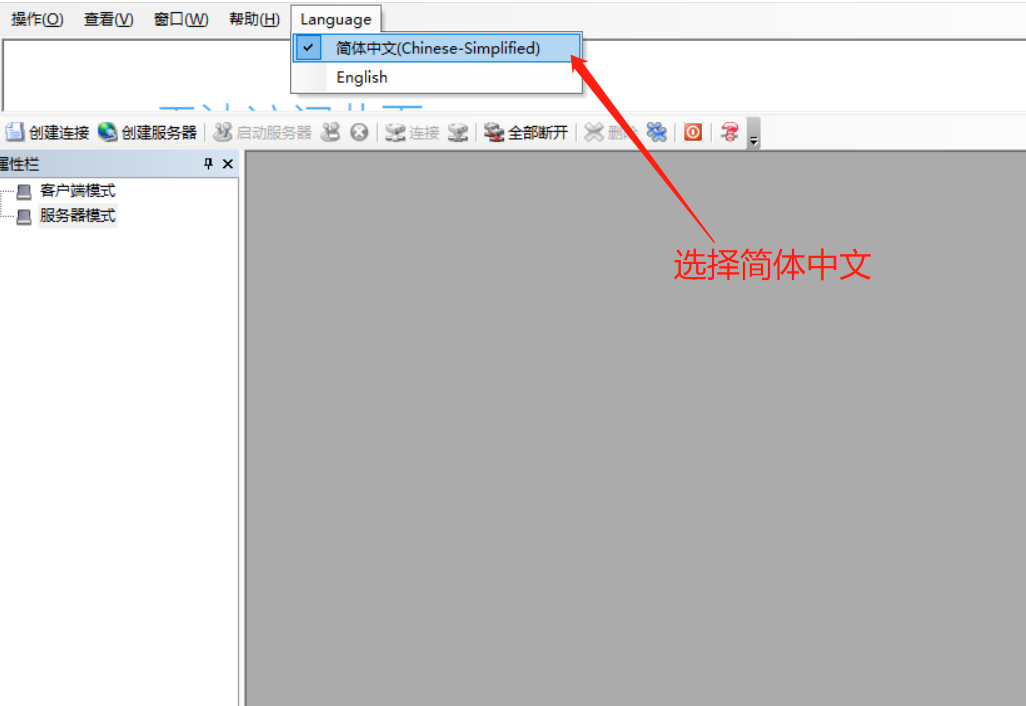 操作(O) 查看(V) 窗口(W) 帮助(H) Language
简体中文(Chinese-Simplified)
English
创建连接 创建服务器 启动服务器 连接 全部断开
属性栏
客户端模式
服务器模式
选择简体中文